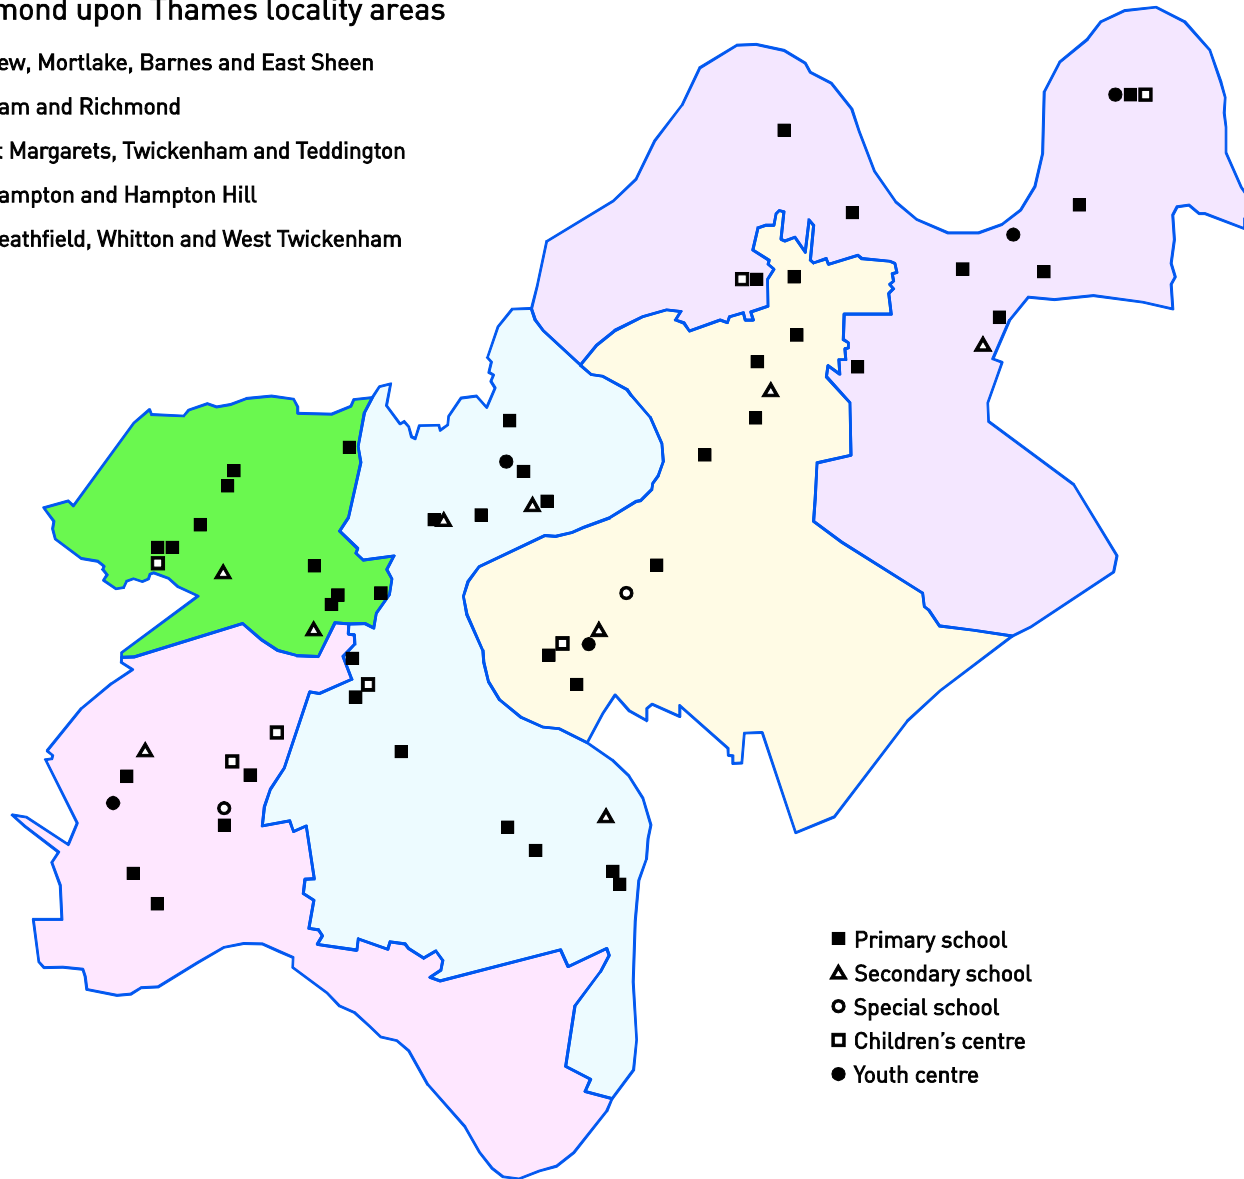 mond upon Thames locality areas
ew, Mortlake, Barnes and East Sheen
am and Richmond
t Margarets, Twickenham and Teddington
ampton and Hampton Hill
eathfield, Whitton and West Twickenham
Primary school
Secondary school
Special school
Children's centre
Youth centre